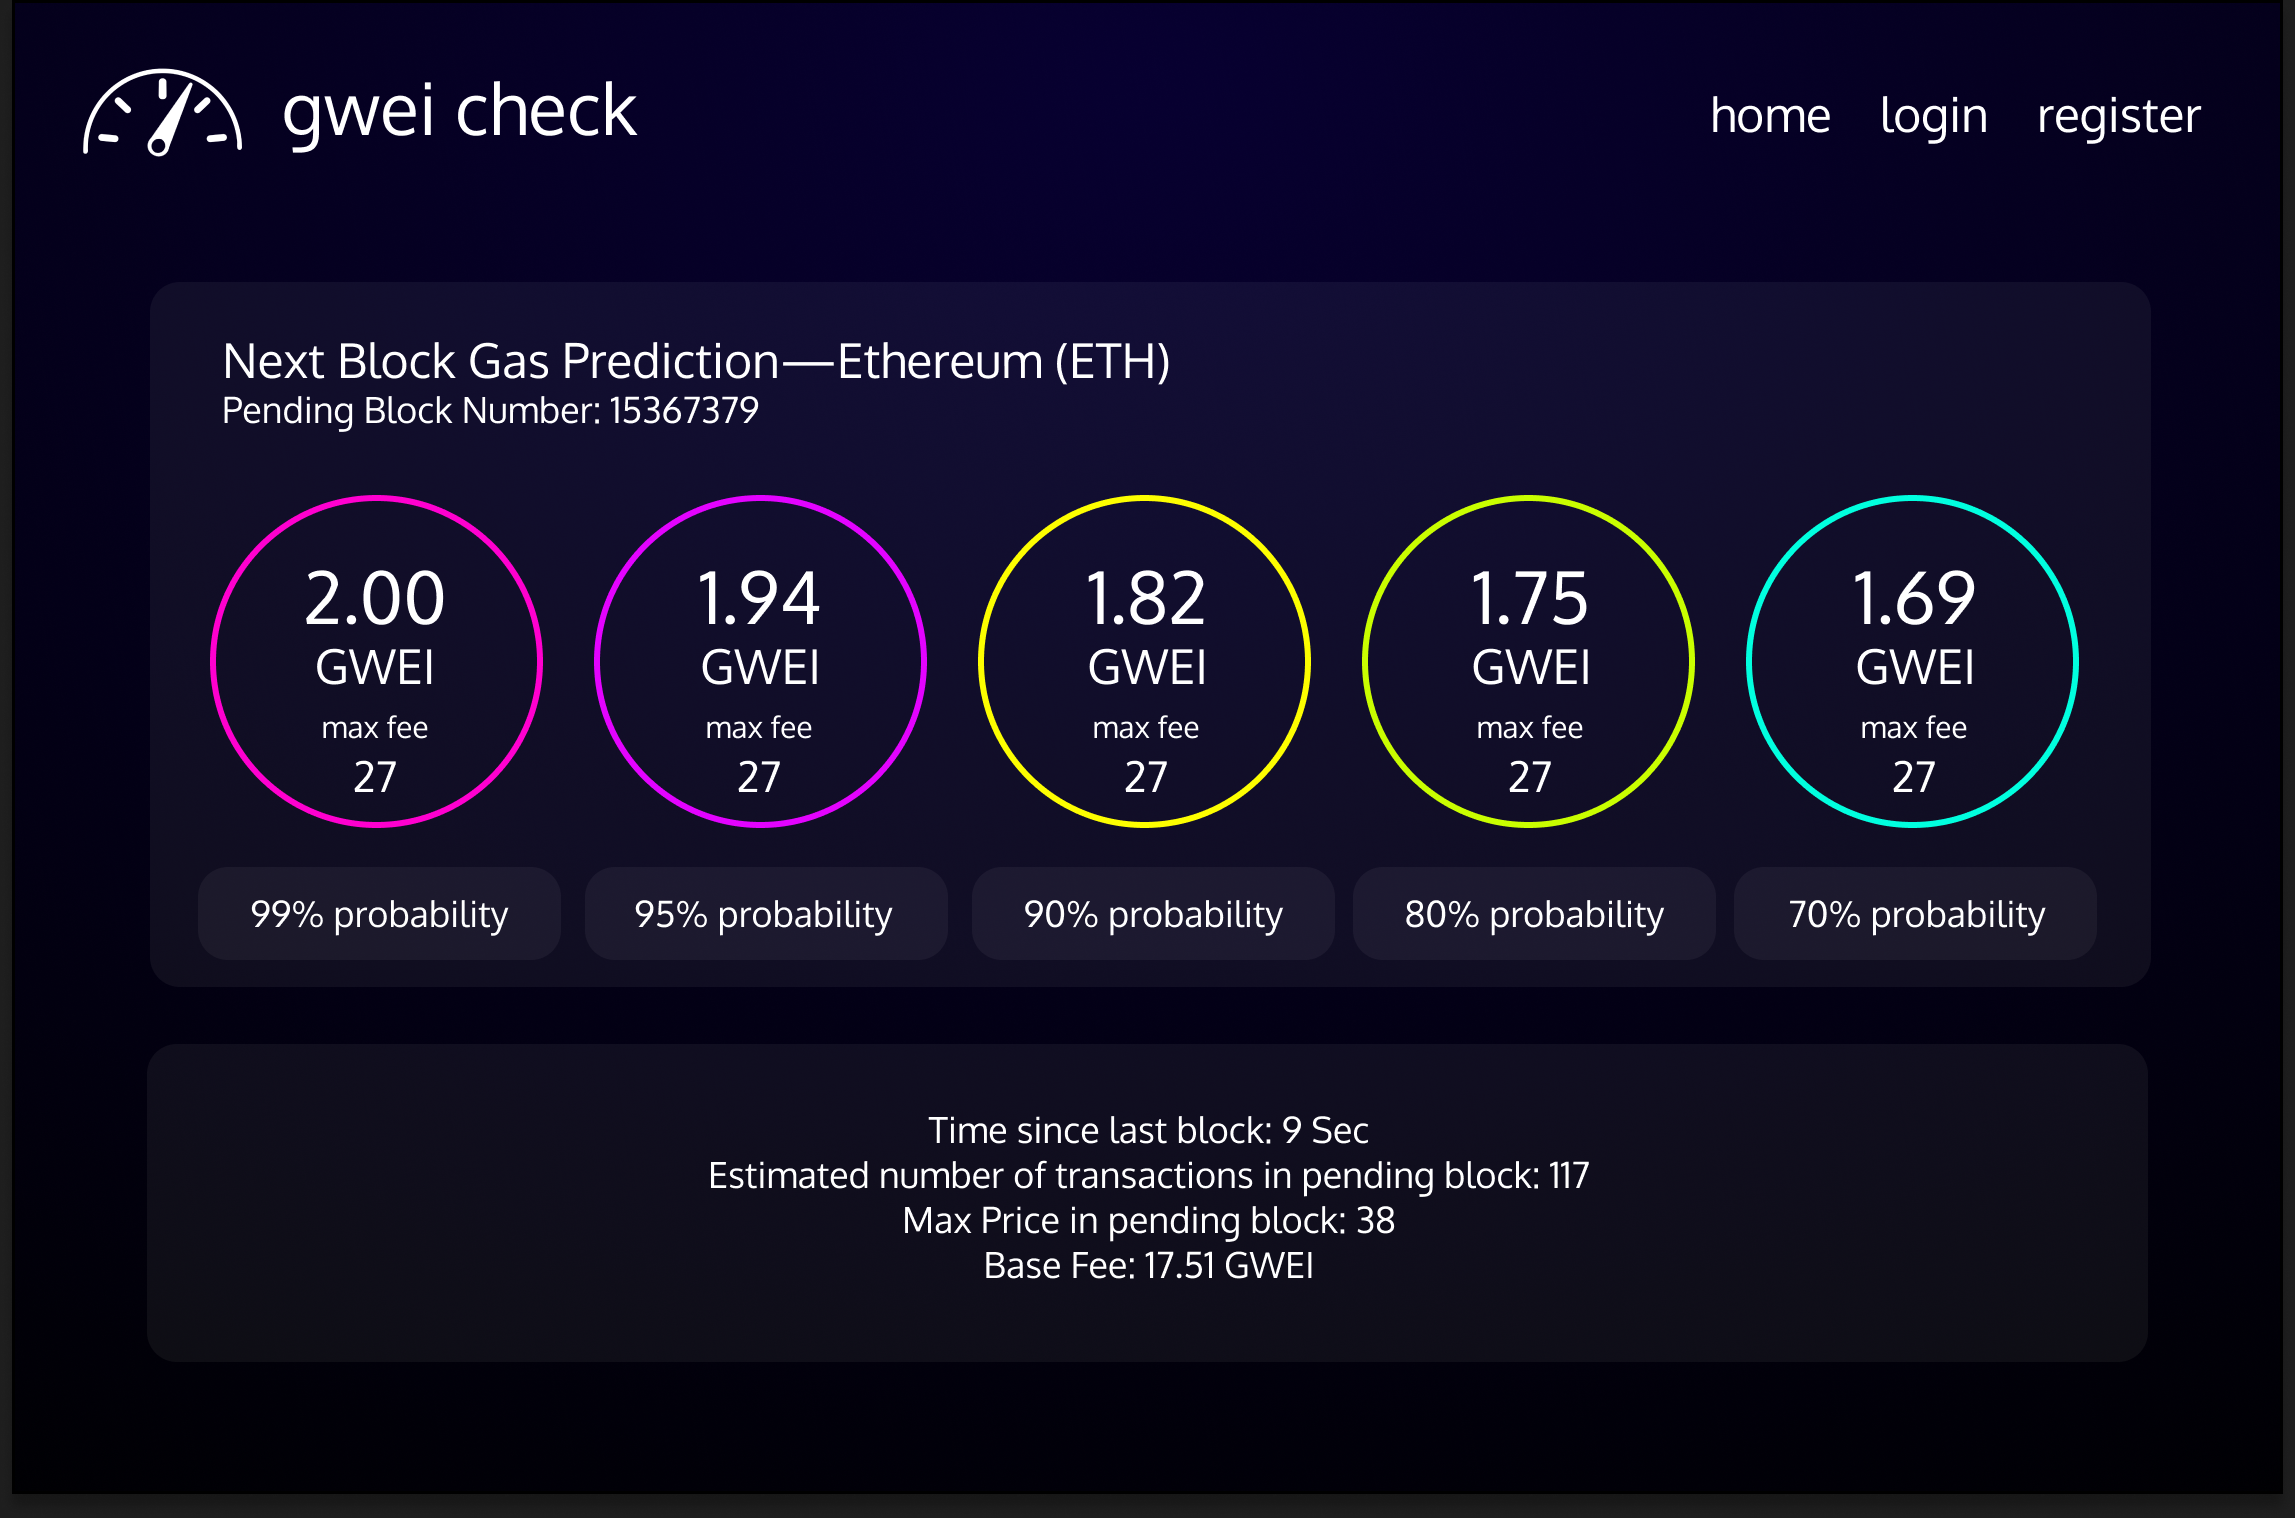 gwei check
home login register
Next Block Gas Prediction—Ethereum (ETH)
Pending Block Number: 15367379
2.00
GWEI
max fee
27
1.94
GWEI
max fee
27
1.82
GWEI
max fee
27
1.75
GWEI
max fee
27
1.69
GWEI
max fee
27
99% probability
95% probability
90% probability
80% probability
70% probability
Time since last block: 9 Sec
Estimated number of transactions in pending block: 117
Max Price in pending block: 38
Base Fee: 17.51 GWEI